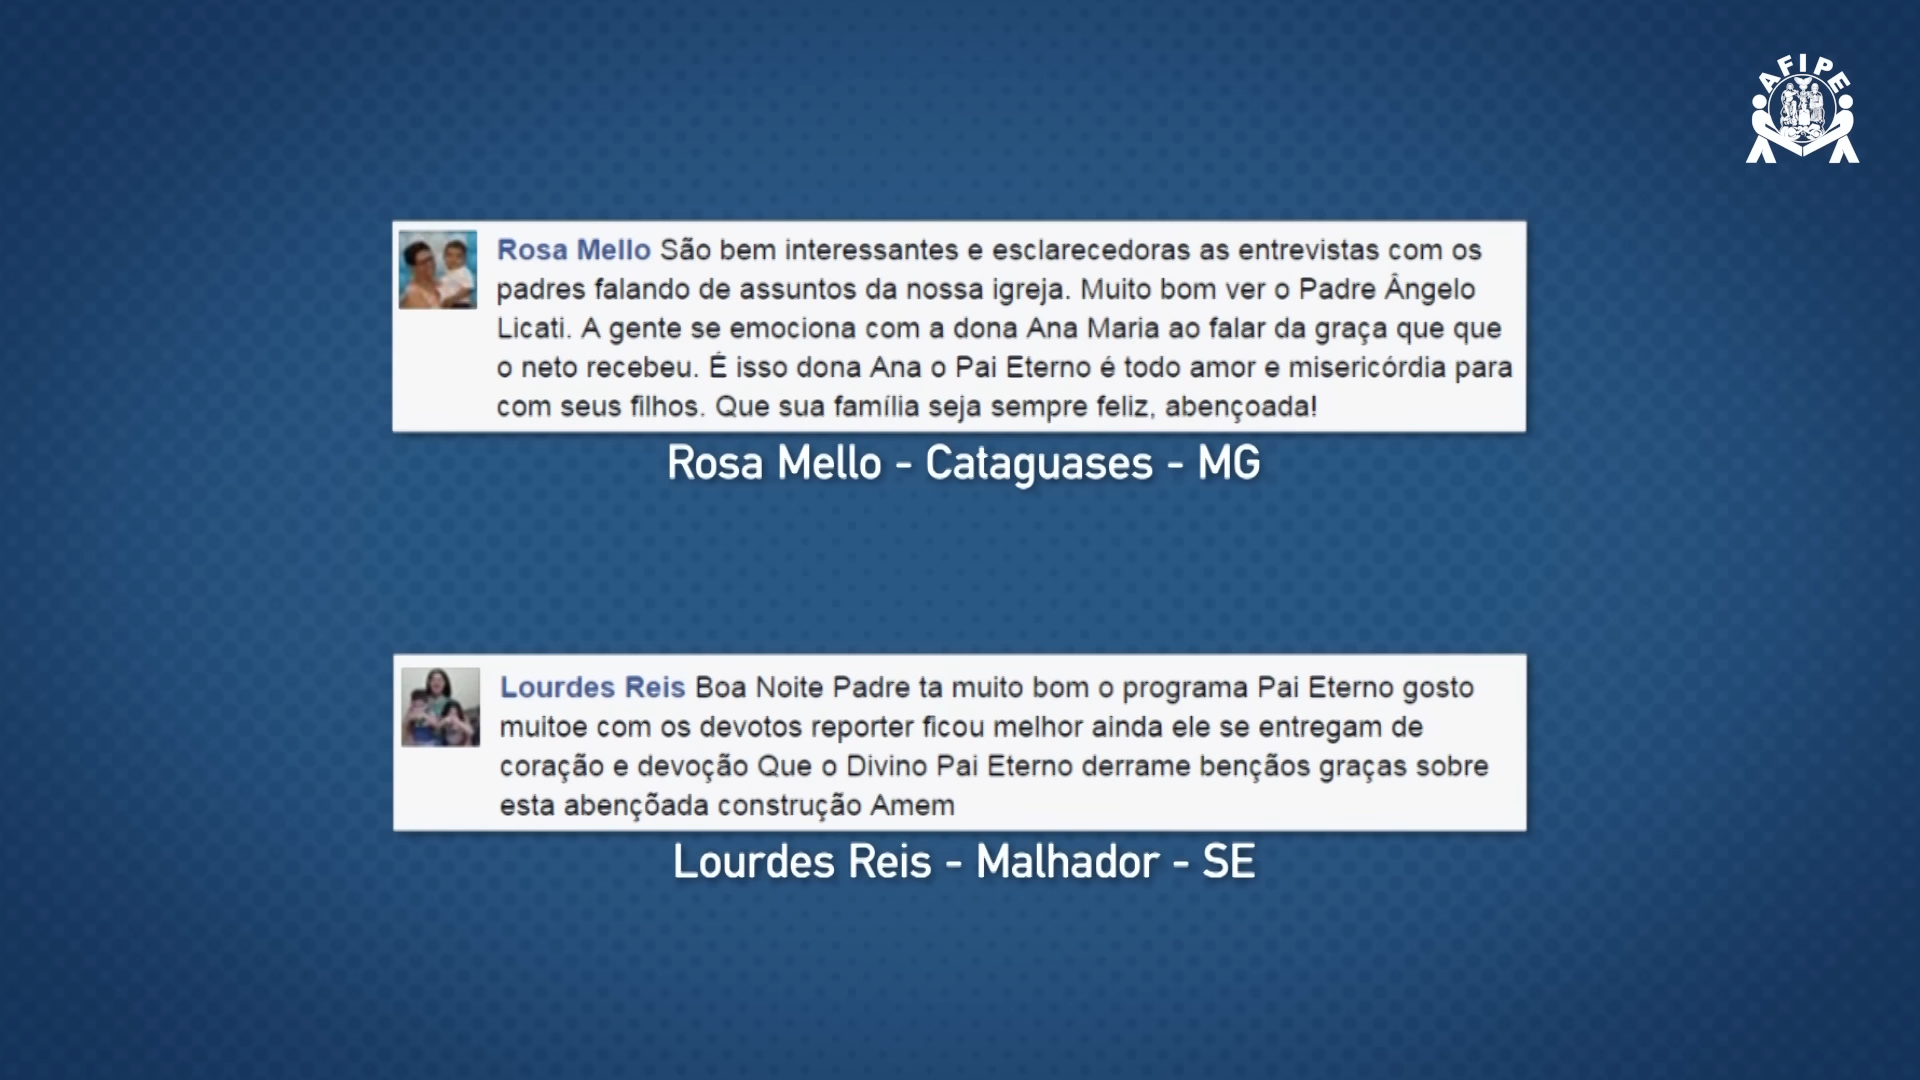 AFIPE
Rosa Mello São bem interessantes e esclarecedoras as entrevistas com os
padres falando de assuntos da nossa igreja. Muito bom ver o Padre Ângelo
Licati. A gente se emociona com a dona Ana Maria ao falar da graça que que
o neto recebeu. É isso dona Ana o Pai Eterno é todo amor e misericórdia para
com seus filhos. Que sua família seja sempre feliz, abençoada!
Rosa Mello - Cataguases - MG
Lourdes Reis Boa Noite Padre ta muito bom o programa Pai Eterno gosto
muitoe com os devotos reporter ficou melhor ainda ele se entregam de
coração e devoção Que o Divino Pai Eterno derrame bençãos graças sobre
esta abençõada construção Amem
Lourdes Reis - Malhador - SE